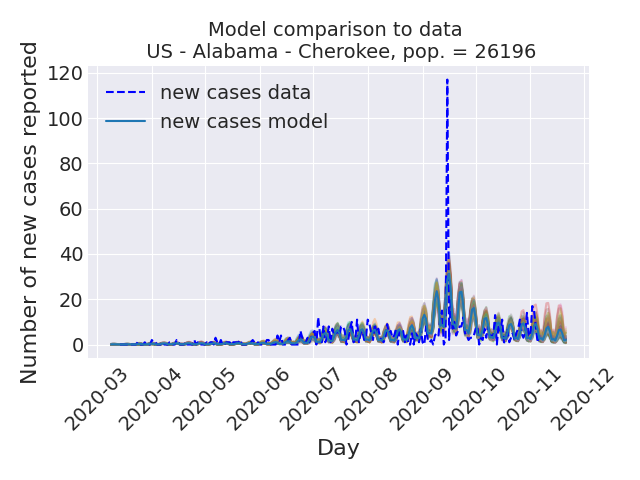 Model comparison to data
US - Alabama - Cherokee, pop. = 26196
Number of new cases reported
120
100
80
60
40
20
0
new cases data
new cases model
2020-03
2020-04
2020-05
2020-06
2020-07
2020-08
2020-09
2020-10
2020-11
2020-12
Day